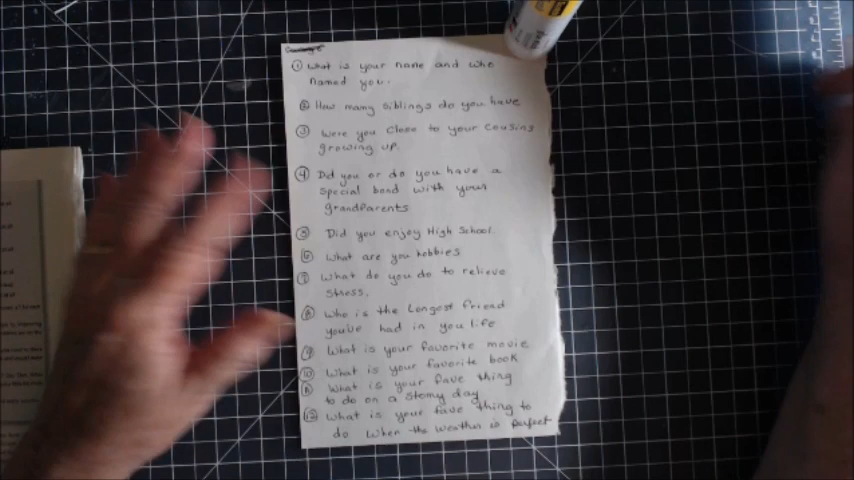 ① What is your name and who
named you.
② How many siblings do you have
③ Were you close to your cousins
growing up.
④ Did you or do you have a
special bond with your
grandparents
⑤ Did you enjoy High School.
⑥ What are you hobbies
⑦ What do you do to relieve
stress.
⑧ Who is the longest friend
you've had in you life
⑨ What is your favorite movie
⑩ What is your favorite book
⑪ What is your fave thing
to do on a stomy day
⑫ What is your fave thing to
do when the weather is perfect